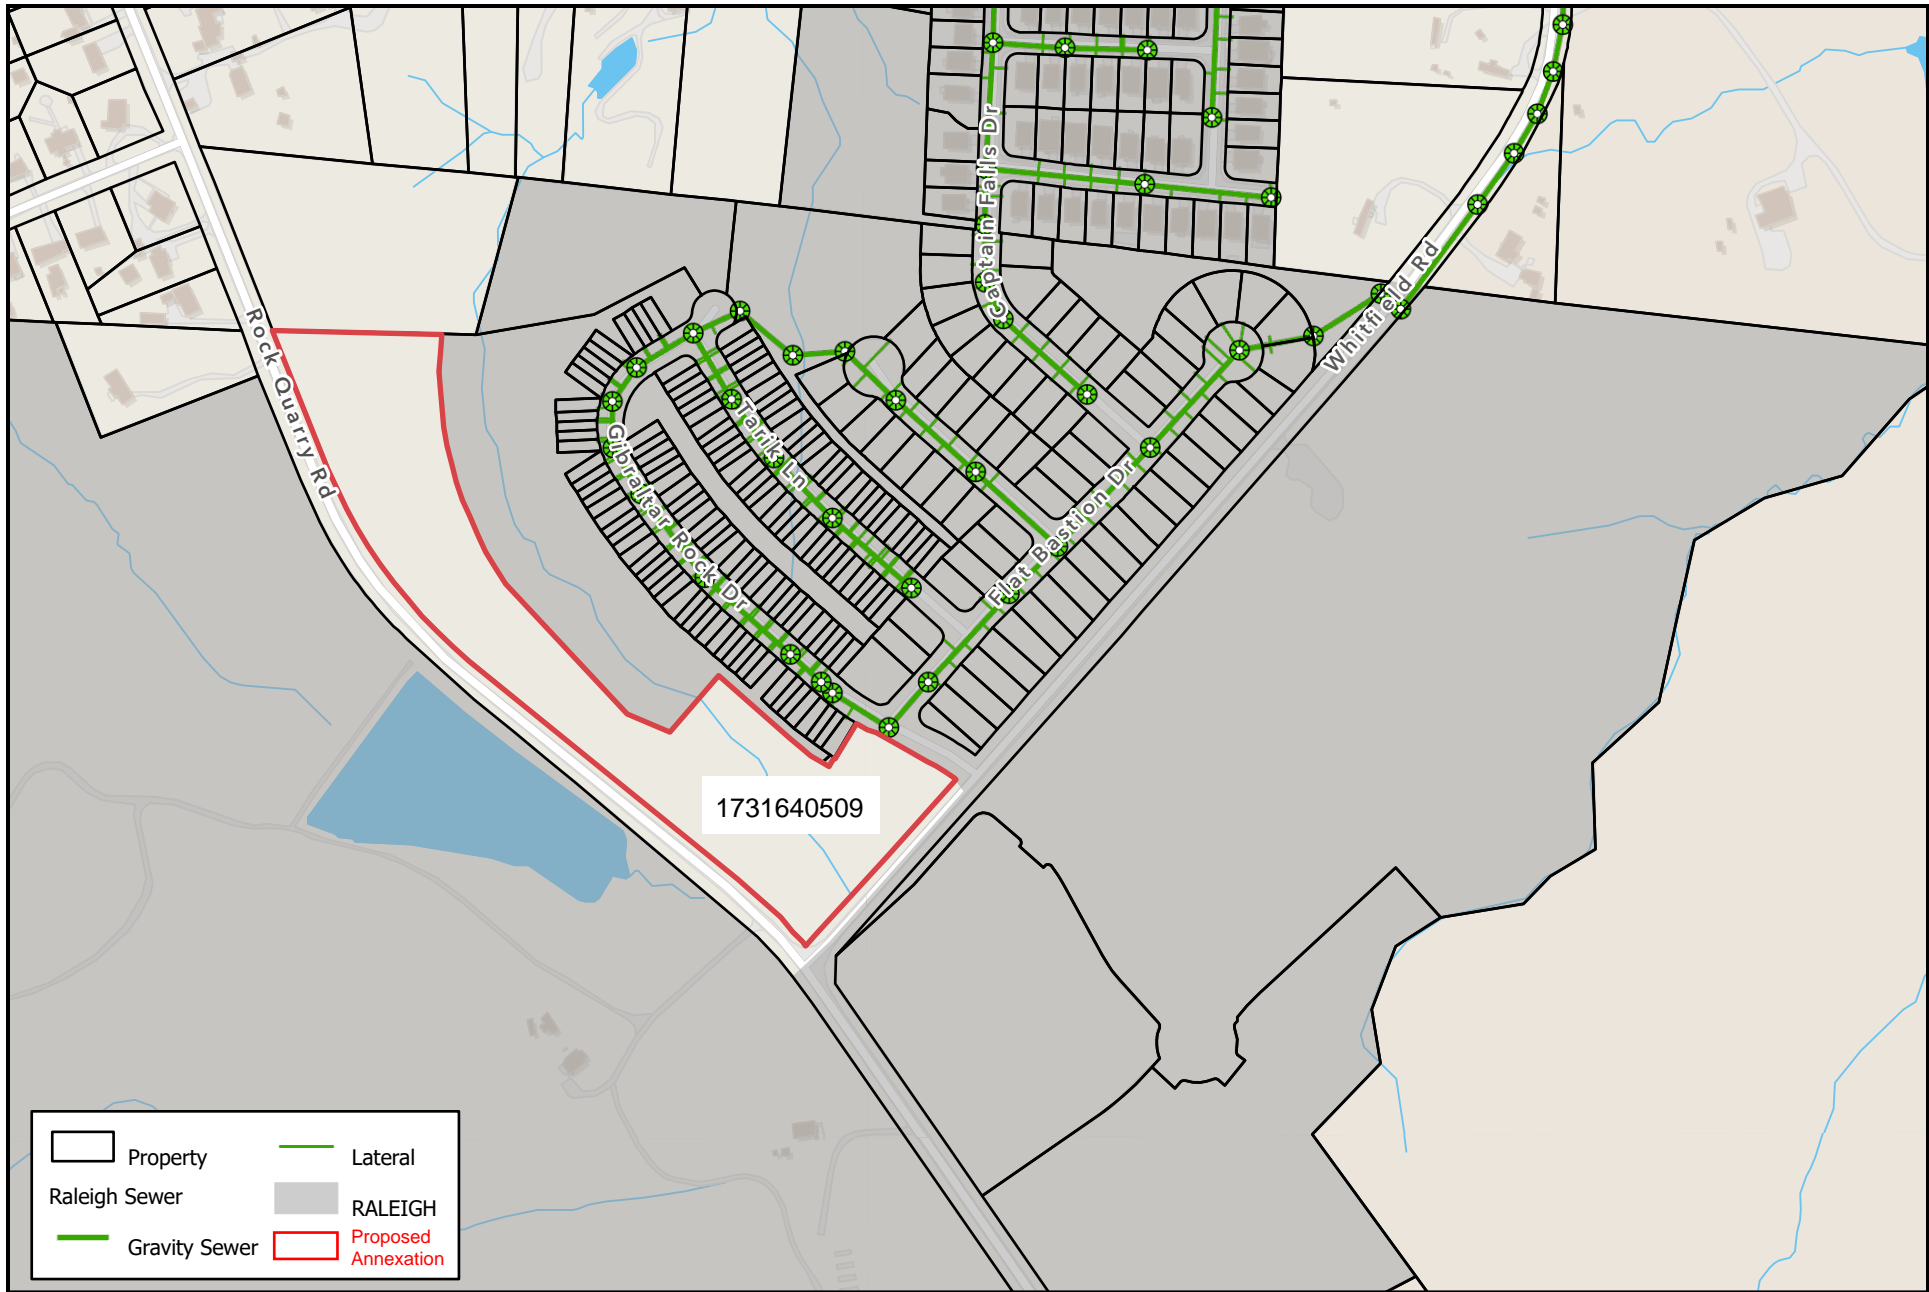 Captain Falls Dr
Whitfield Rd
Rock Quarry Rd
Tarik Ln
Gibraltar Rock Dr
Flat Bastion Dr
1731640509
Property
Lateral
Raleigh Sewer
RALEIGH
Gravity Sewer
Proposed
Annexation